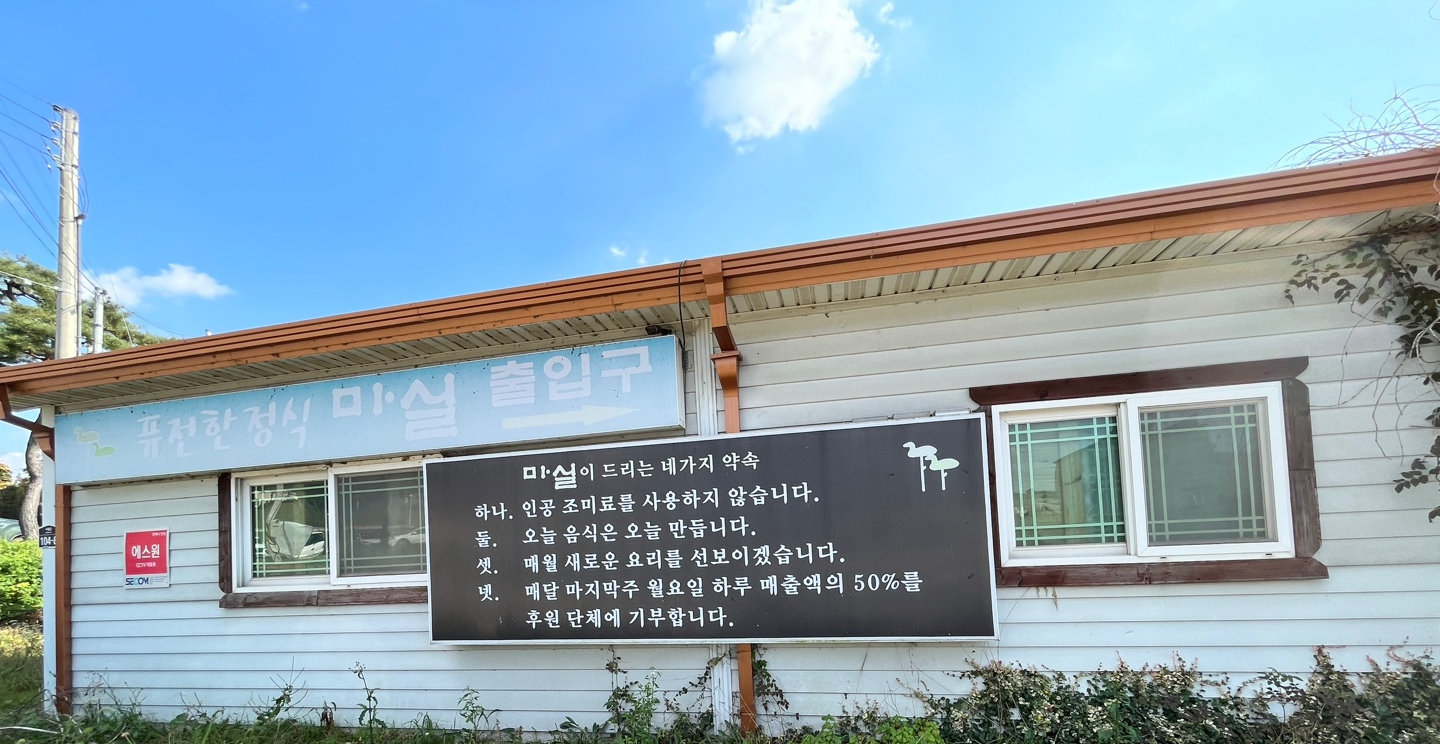 퓨전한정식 마실 출입구
마실이 드리는 네가지 약속
하나. 인공 조미료를 사용하지 않습니다.
둘. 오늘 음식은 오늘 만듭니다.
셋. 매월 새로운 요리를 선보이겠습니다.
넷. 매달 마지막주 월요일 하루 매출액의 50%를
후원 단체에 기부합니다.
에스원
SECOM